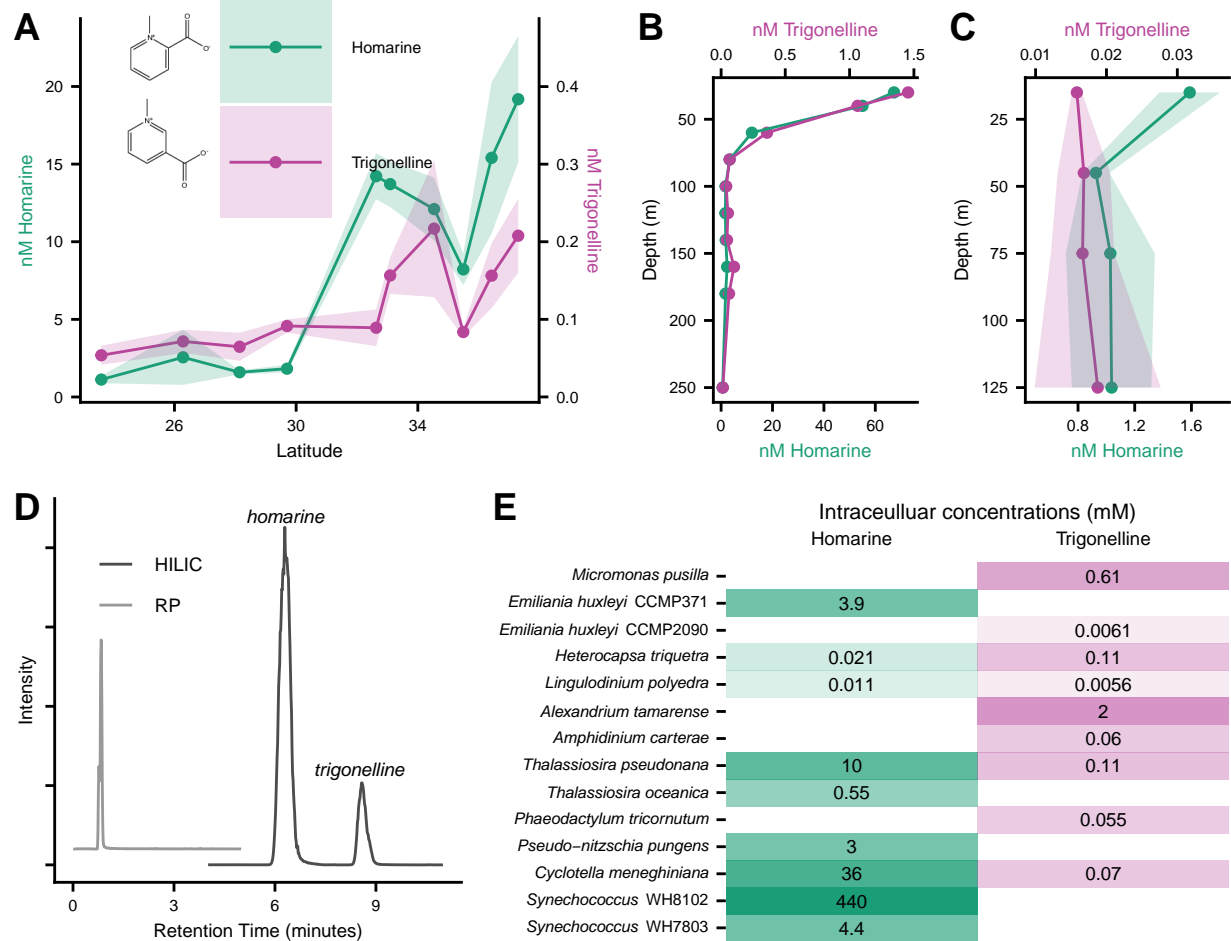 A
N⁺
O
O⁻
Homarine
N⁺
O⁻
O
Trigonelline
nM Homarine
0
5
10
15
20
nM Trigonelline
0.0
0.1
0.2
0.3
0.4
26
30
34
Latitude
B
nM Trigonelline
0.0
0.5
1.0
1.5
Depth (m)
50
100
150
200
250
0
20
40
60
nM Homarine
C
nM Trigonelline
0.01
0.02
0.03
Depth (m)
25
50
75
100
125
0.8
1.2
1.6
nM Homarine
D
homarine
trigonelline
HILIC
RP
Intensity
0
3
6
9
Retention Time (minutes)
E
Intraceulluar concentrations (mM)
Homarine Trigonelline
Micromonas pusilla 0.61
Emiliania huxleyi CCMP371 3.9
Emiliania huxleyi CCMP2090 0.0061
Heterocapsa triquetra 0.021 0.11
Lingulodinium polyedra 0.011 0.0056
Alexandrium tamarense 2
Amphidinium carterae 0.06
Thalassiosira pseudonana 10 0.11
Thalassiosira oceanica 0.55
Phaeodactylum tricornutum 0.055
Pseudo−nitzschia pungens 3
Cyclotella meneghiniana 36 0.07
Synechococcus WH8102 440
Synechococcus WH7803 4.4